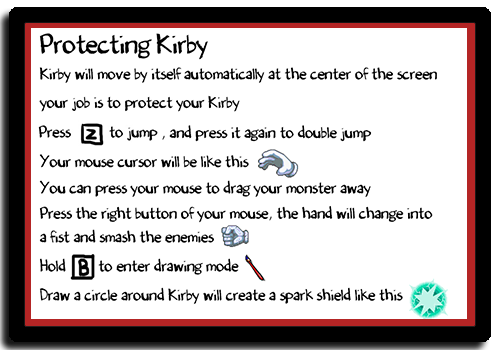 Protecting Kirby
Kirby will move by itself automatically at the center of the screen
your job is to protect your Kirby
Press Z to jump , and press it again to double jump
Your mouse cursor will be like this
You can press your mouse to drag your monster away
Press the right button of your mouse, the hand will change into
a fist and smash the enemies
Hold B to enter drawing mode
Draw a circle around Kirby will create a spark shield like this